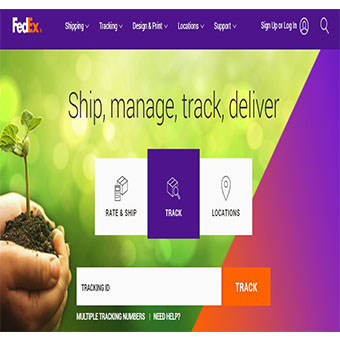 FedEx
Shipping Tracking Design & Print Locations Support Sign Up or Log In
Ship, manage, track, deliver
RATE & SHIP TRACK LOCATIONS
TRACKING ID TRACK
MULTIPLE TRACKING NUMBERS | NEED HELP?